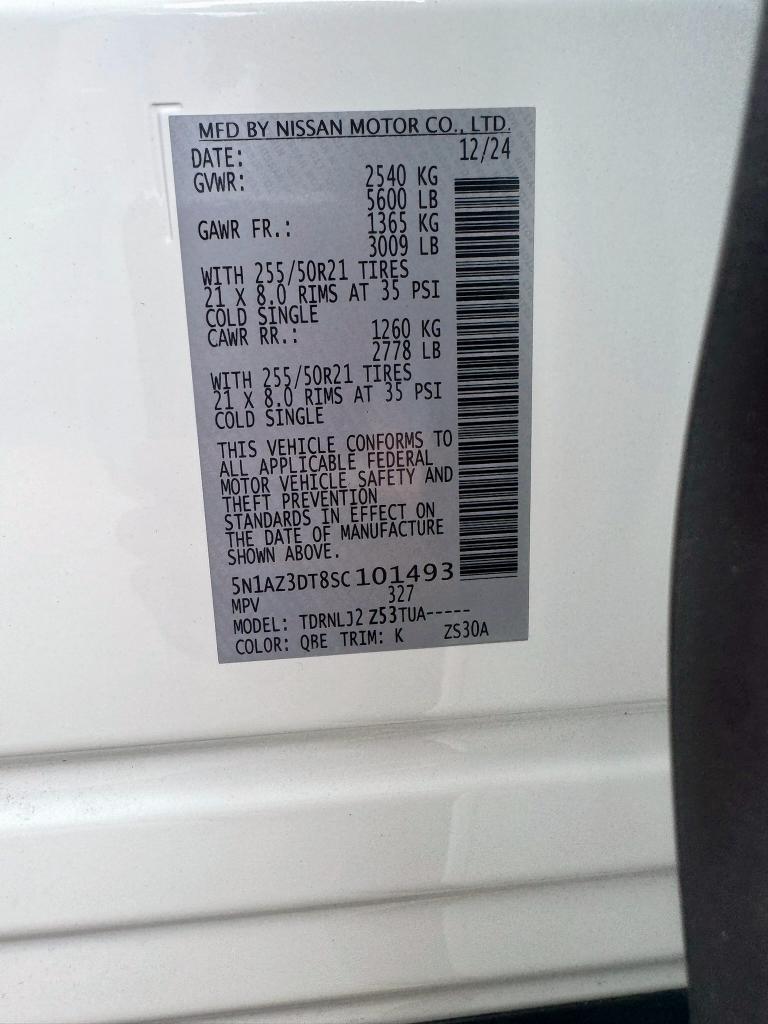 MFD BY NISSAN MOTOR CO., LTD.
DATE: 12/24
GVWR: 2540 KG
5600 LB
GAWR FR.: 1365 KG
3009 LB
WITH 255/50R21 TIRES
21 X 8.0 RIMS AT 35 PSI
COLD SINGLE
CAWR RR.: 1260 KG
2778 LB
WITH 255/50R21 TIRES
21 X 8.0 RIMS AT 35 PSI
COLD SINGLE
THIS VEHICLE CONFORMS TO
ALL APPLICABLE FEDERAL
MOTOR VEHICLE SAFETY AND
THEFT PREVENTION
STANDARDS IN EFFECT ON
THE DATE OF MANUFACTURE
SHOWN ABOVE.
5N1AZ3DT8SC101493
MPV 327
MODEL: TDRNLJ2 Z53TUA-----
COLOR: QBE TRIM: K ZS30A